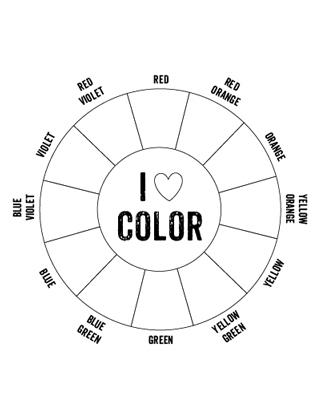 RED
RED
ORANGE
ORANGE
YELLOW
ORANGE
YELLOW
YELLOW
GREEN
GREEN
BLUE
GREEN
BLUE
BLUE
VIOLET
VIOLET
RED
VIOLET
I ♡
COLOR